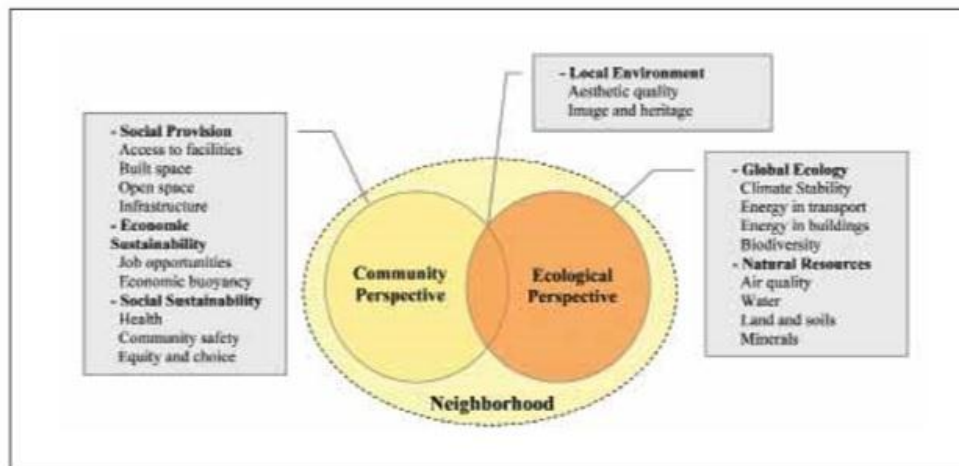 - Local Environment
Aesthetic quality
Image and heritage
- Social Provision
Access to facilities
Built space
Open space
Infrastructure
- Economic
Sustainability
Job opportunities
Economic buoyancy
- Social Sustainability
Health
Community safety
Equity and choice
- Global Ecology
Climate Stability
Energy in transport
Energy in buildings
Biodiversity
- Natural Resources
Air quality
Water
Land and soils
Minerals
Community
Perspective
Ecological
Perspective
Neighborhood